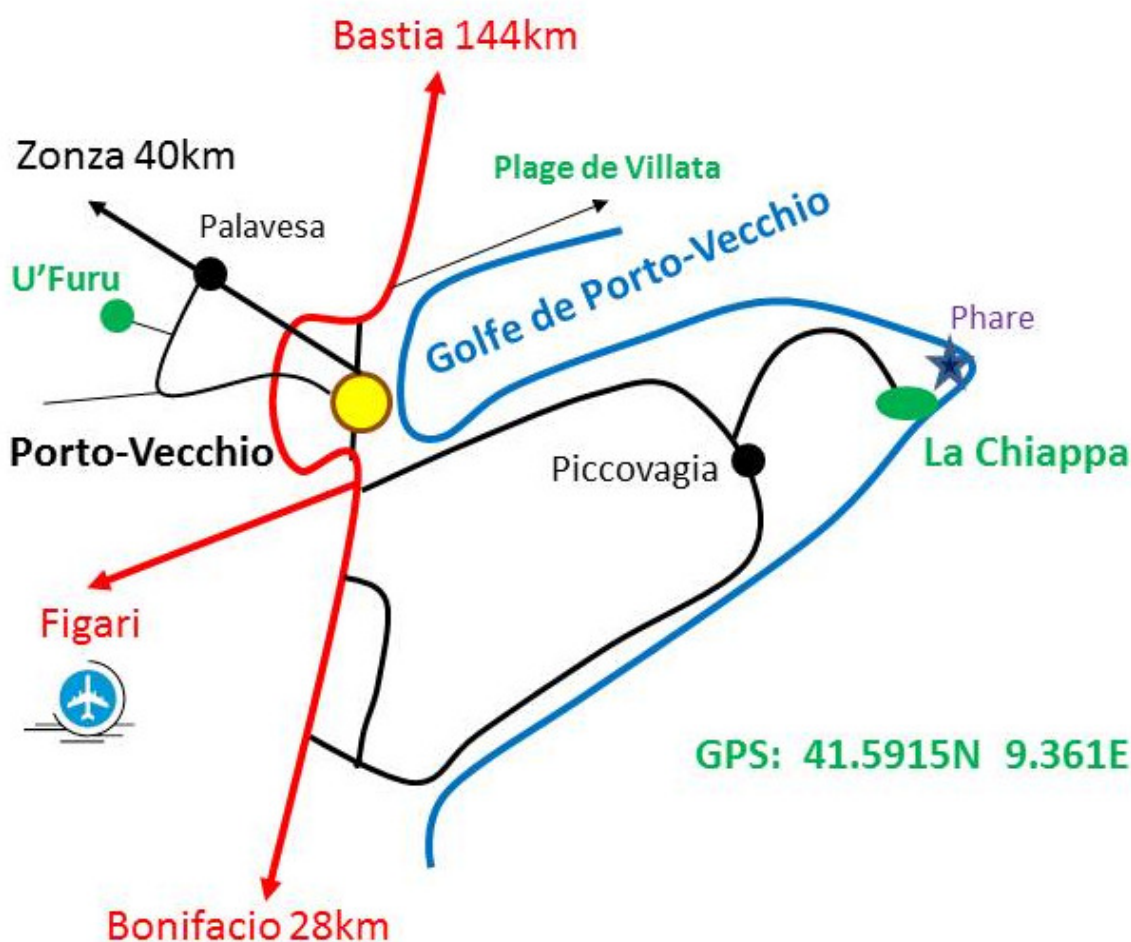 Bastia 144km
Zonza 40km
Plage de Villata
Palavesa
U'Furu
Golfe de Porto-Vecchio
Phare
Porto-Vecchio
Piccovagia
La Chiappa
Figari
GPS: 41.5915N 9.361E
Bonifacio 28km